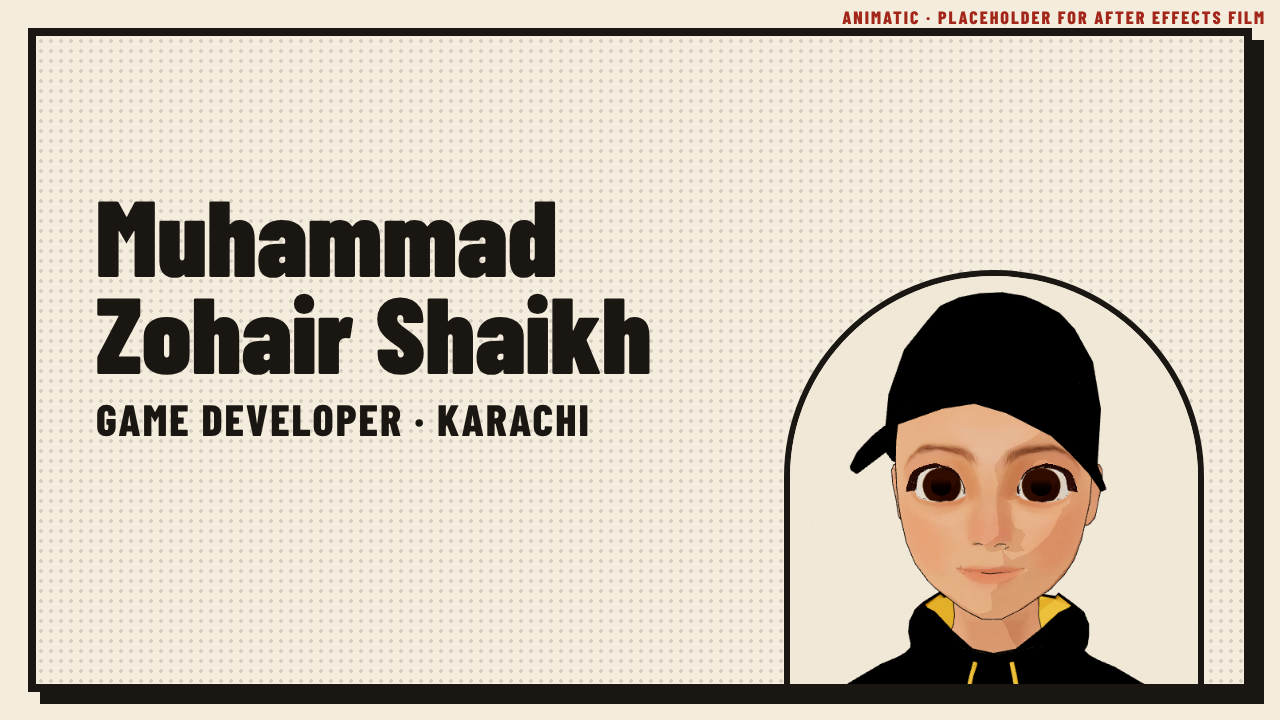 ANIMATIC · PLACEHOLDER FOR AFTER EFFECTS FILM
Muhammad
Zohair Shaikh
GAME DEVELOPER · KARACHI